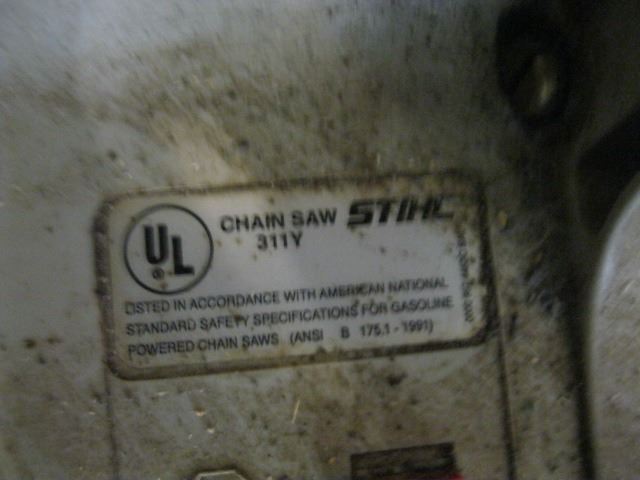 UL
®
CHAIN SAW STIHL
311Y
LISTED IN ACCORDANCE WITH AMERICAN NATIONAL
STANDARD SAFETY SPECIFICATIONS FOR GASOLINE
POWERED CHAIN SAWS (ANSI B 175.1 - 1991)